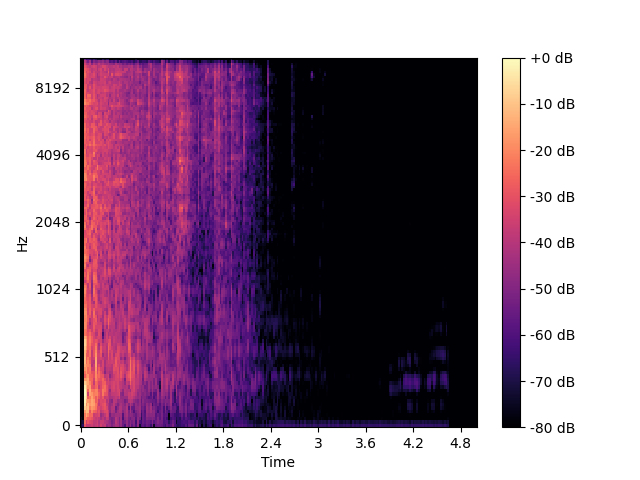 +0 dB
8192
-10 dB
4096
-20 dB
-30 dB
Hz
2048
-40 dB
1024
-50 dB
-60 dB
512
-70 dB
0
-80 dB
0 0.6 1.2 1.8 2.4 3 3.6 4.2 4.8
Time